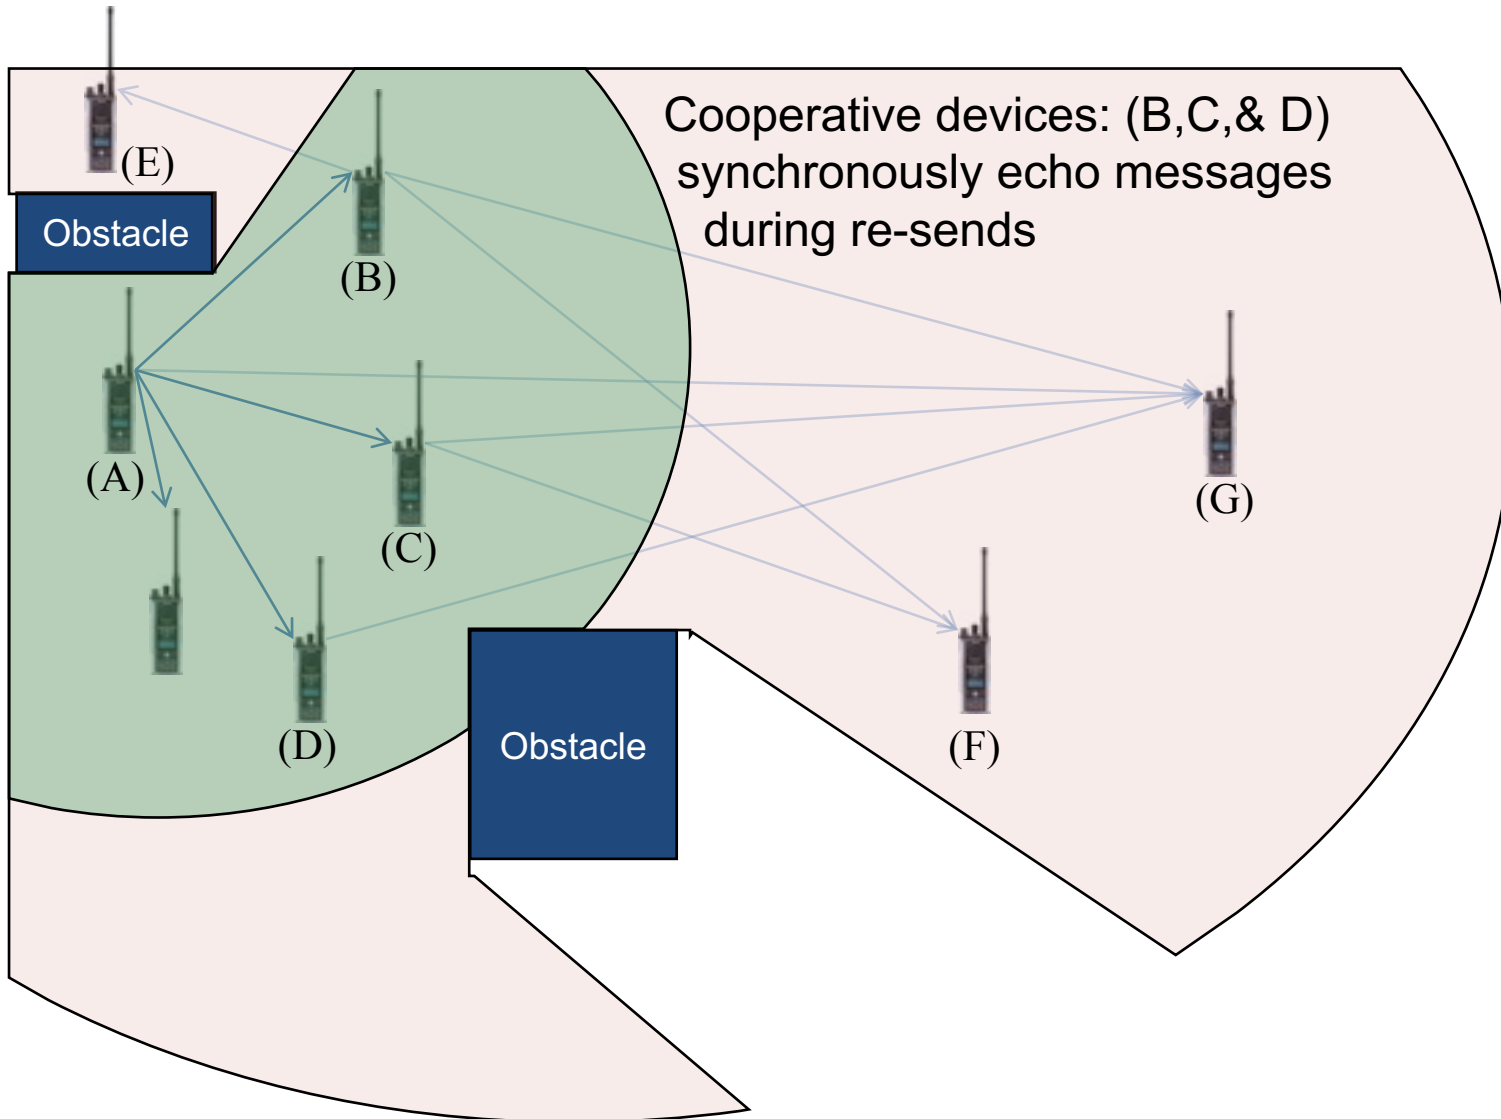 Cooperative devices: (B,C,& D)
synchronously echo messages
during re-sends
(E)
Obstacle
(B)
(A)
(C)
(G)
(D)
Obstacle
(F)